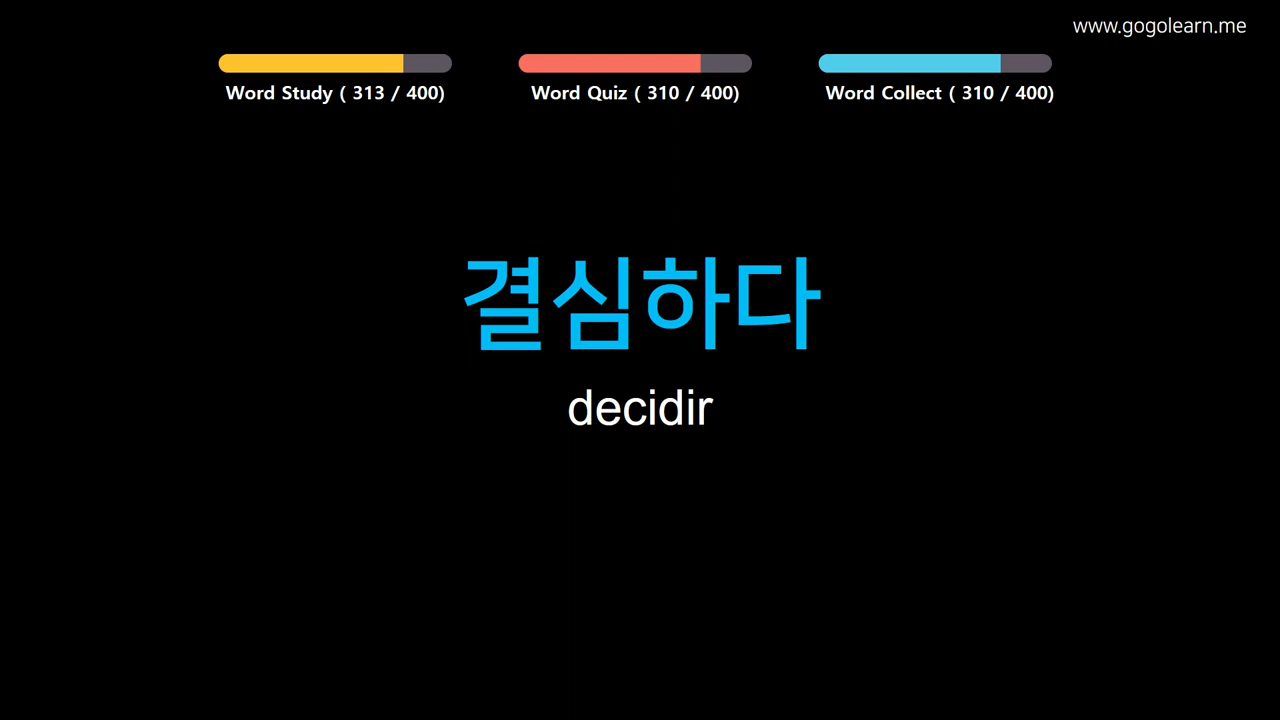 www.gogolearn.me
Word Study ( 313 / 400)
Word Quiz ( 310 / 400)
Word Collect ( 310 / 400)
결심하다
decidir